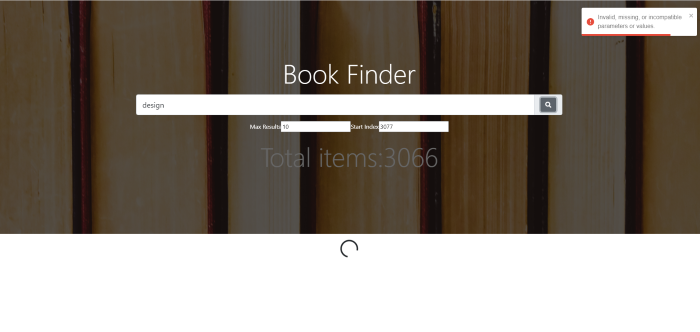 Invalid, missing, or incompatible
parameters or values.
Book Finder
design
Max Results 10 Start Index 3077
Total items:3066